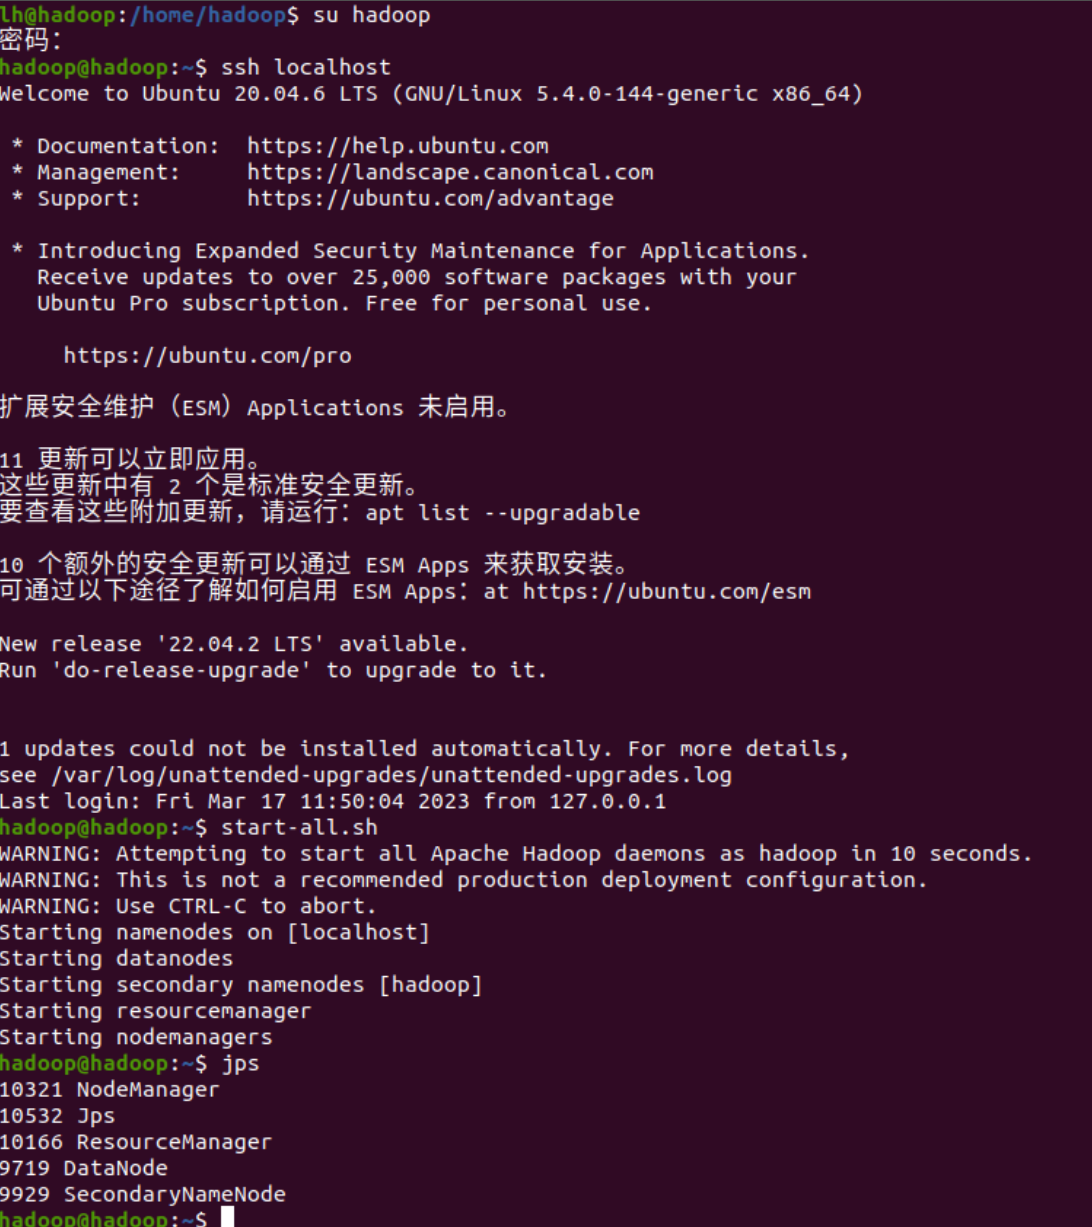 lh@hadoop:/home/hadoop$ su hadoop
密码：
hadoop@hadoop:~$ ssh localhost
Welcome to Ubuntu 20.04.6 LTS (GNU/Linux 5.4.0-144-generic x86_64)
* Documentation: https://help.ubuntu.com
* Management: https://landscape.canonical.com
* Support: https://ubuntu.com/advantage
* Introducing Expanded Security Maintenance for Applications.
Receive updates to over 25,000 software packages with your
Ubuntu Pro subscription. Free for personal use.
https://ubuntu.com/pro
扩展安全维护（ESM）Applications 未启用。
11 更新可以立即应用。
这些更新中有 2 个是标准安全更新。
要查看这些附加更新，请运行：apt list --upgradable
10 个额外的安全更新可以通过 ESM Apps 来获取安装。
可通过以下途径了解如何启用 ESM Apps：at https://ubuntu.com/esm
New release '22.04.2 LTS' available.
Run 'do-release-upgrade' to upgrade to it.
1 updates could not be installed automatically. For more details,
see /var/log/unattended-upgrades/unattended-upgrades.log
Last login: Fri Mar 17 11:50:04 2023 from 127.0.0.1
hadoop@hadoop:~$ start-all.sh
WARNING: Attempting to start all Apache Hadoop daemons as hadoop in 10 seconds.
WARNING: This is not a recommended production deployment configuration.
WARNING: Use CTRL-C to abort.
Starting namenodes on [localhost]
Starting datanodes
Starting secondary namenodes [hadoop]
Starting resourcemanager
Starting nodemanagers
hadoop@hadoop:~$ jps
10321 NodeManager
10532 Jps
10166 ResourceManager
9719 DataNode
9929 SecondaryNameNode
hadoop@hadoop:~$